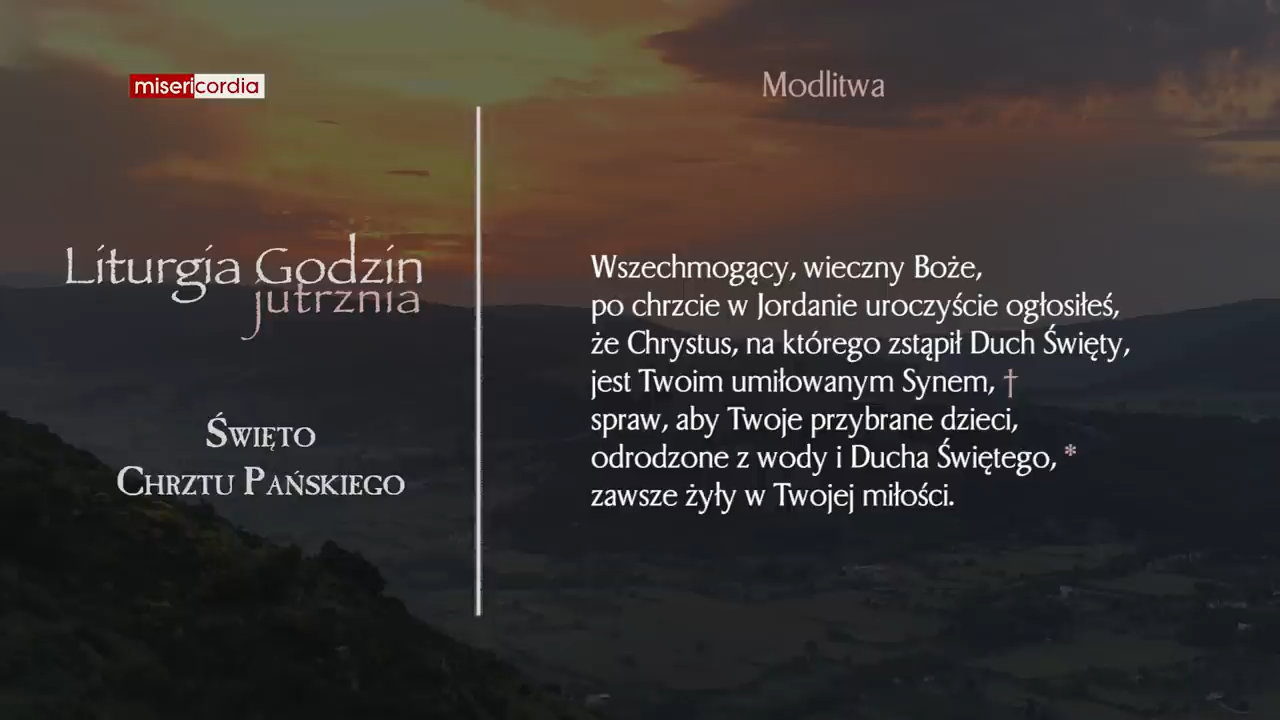 misericordia
Modlitwa
Liturgia Godzin
jutrznia
Święto
Chrztu Pańskiego
Wszechmogący, wieczny Boże,
po chrzcie w Jordanie uroczyście ogłosiłeś,
że Chrystus, na którego zstąpił Duch Święty,
jest Twoim umiłowanym Synem, †
spraw, aby Twoje przybrane dzieci,
odrodzone z wody i Ducha Świętego, *
zawsze żyły w Twojej miłości.